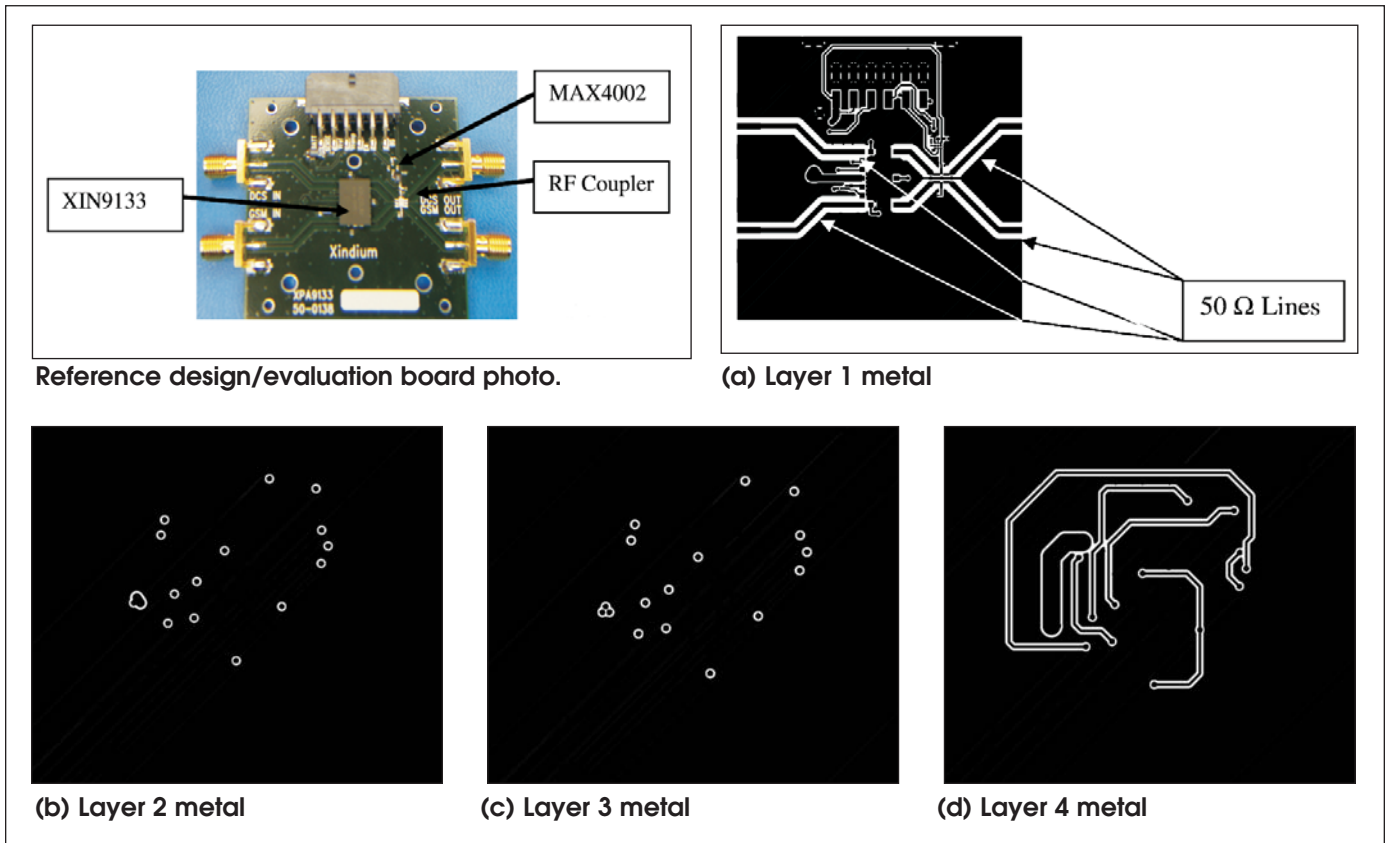 MAX4002
RF Coupler
XIN9133
DCS IN
GSM IN
DCS OUT
GSM OUT
Xindium
XPA9133
50-0138
50 Ω Lines
Reference design/evaluation board photo.
(a) Layer 1 metal
(b) Layer 2 metal
(c) Layer 3 metal
(d) Layer 4 metal